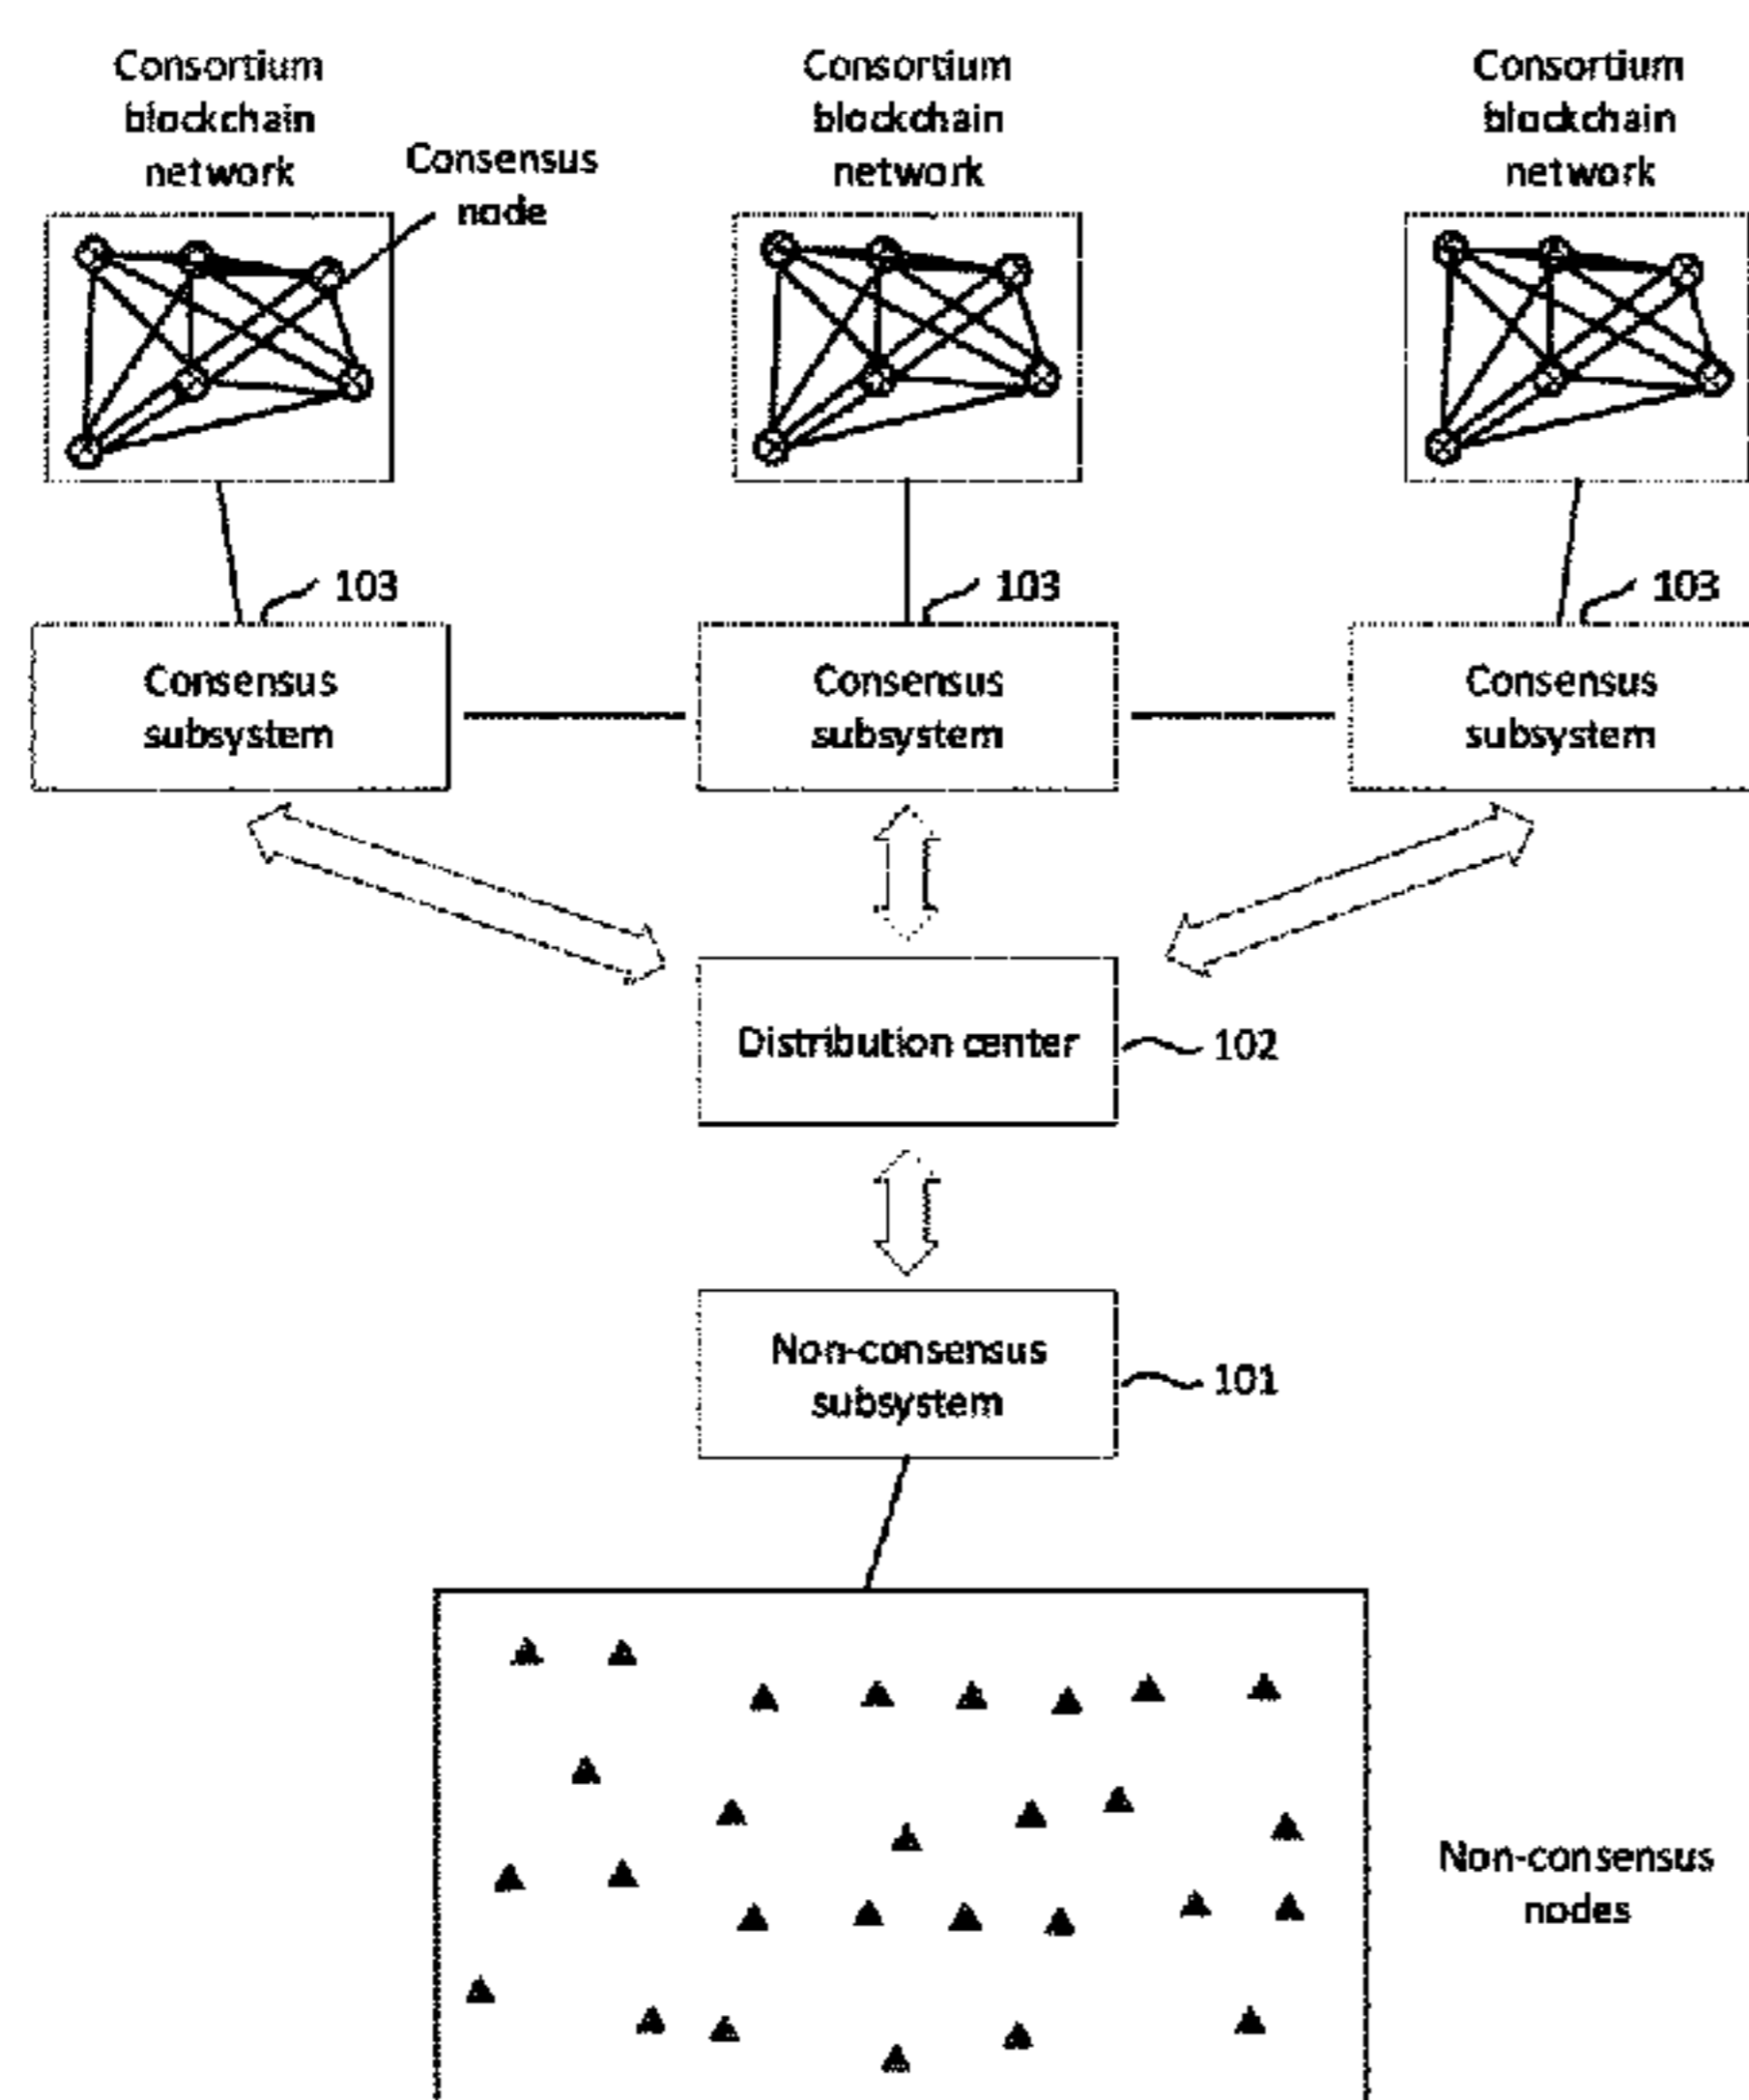 Consortium
blockchain
network
Consensus
node
Consortium
blockchain
network
Consortium
blockchain
network
103
103
103
Consensus
subsystem
Consensus
subsystem
Consensus
subsystem
Distribution center
102
Non-consensus
subsystem
101
Non-consensus
nodes